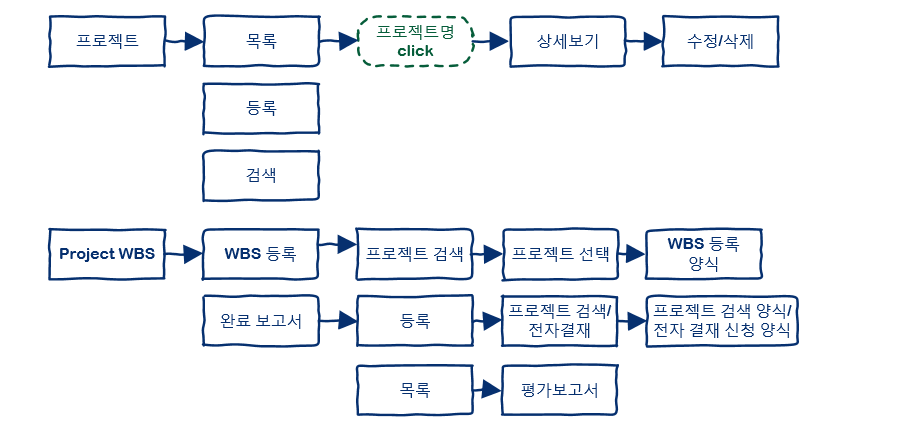 프로젝트
목록
프로젝트명
click
상세보기
수정/삭제
등록
검색
Project WBS
WBS 등록
프로젝트 검색
프로젝트 선택
WBS 등록
양식
완료 보고서
등록
프로젝트 검색/
전자결재
프로젝트 검색 양식/
전자 결재 신청 양식
목록
평가보고서